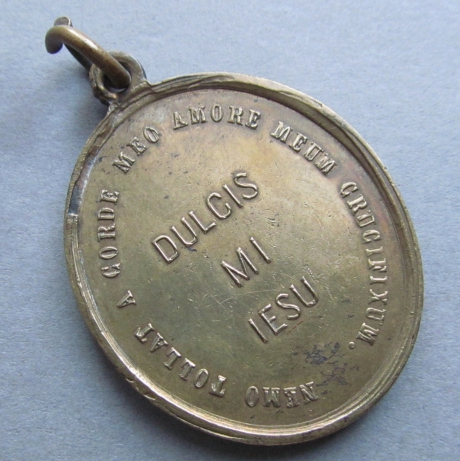 NEMO TOLLAT A CORDE MEO AMORE MEUM CRUCIFIXUM.
DULCIS
MI
IESU